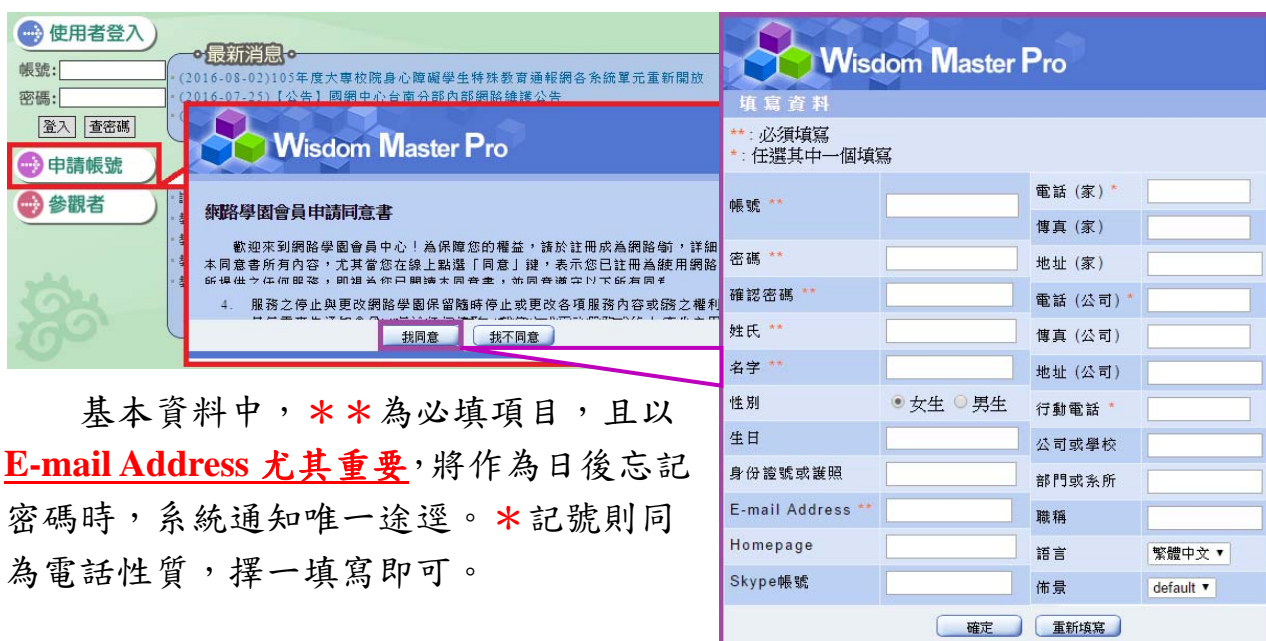 使用者登入
帳號:
密碼:
登入 查密碼
申請帳號
參觀者
最新消息
(2016-08-02)105年度大專校院身心障礙學生特殊教育通報網各系統單元重新開放
(2016-07-25)【公告】國網中心台南分部內部網路維護公告
Wisdom Master Pro
網路學園會員申請同意書
歡迎來到網路學園會員中心！為保障您的權益，請於註冊成為網路
，詳細
本同意書所有內容，尤其當您在線上點選「同意」鍵，表示您已註冊為
使用網路
4. 服務之停止與更改網路學園保留隨時停止或更改各項服務內容或
之權利
我同意 我不同意
Wisdom Master Pro
填寫資料
**: 必須填寫
*: 任選其中一個填寫
帳號 **
密碼 **
確認密碼 **
姓氏 **
名字 **
性別 女生 男生
生日
身份證號或護照
E-mail Address **
Homepage
Skype帳號
電話 (家) *
傳真 (家)
地址 (家)
電話 (公司) *
傳真 (公司)
地址 (公司)
行動電話 *
公司或學校
部門或系所
職稱
語言 繁體中文
佈景 default
確定 重新填寫
基本資料中，＊＊為必填項目，且以
E-mail Address 尤其重要，將作為日後忘記
密碼時，系統通知唯一途逕。＊記號則同
為電話性質，擇一填寫即可。